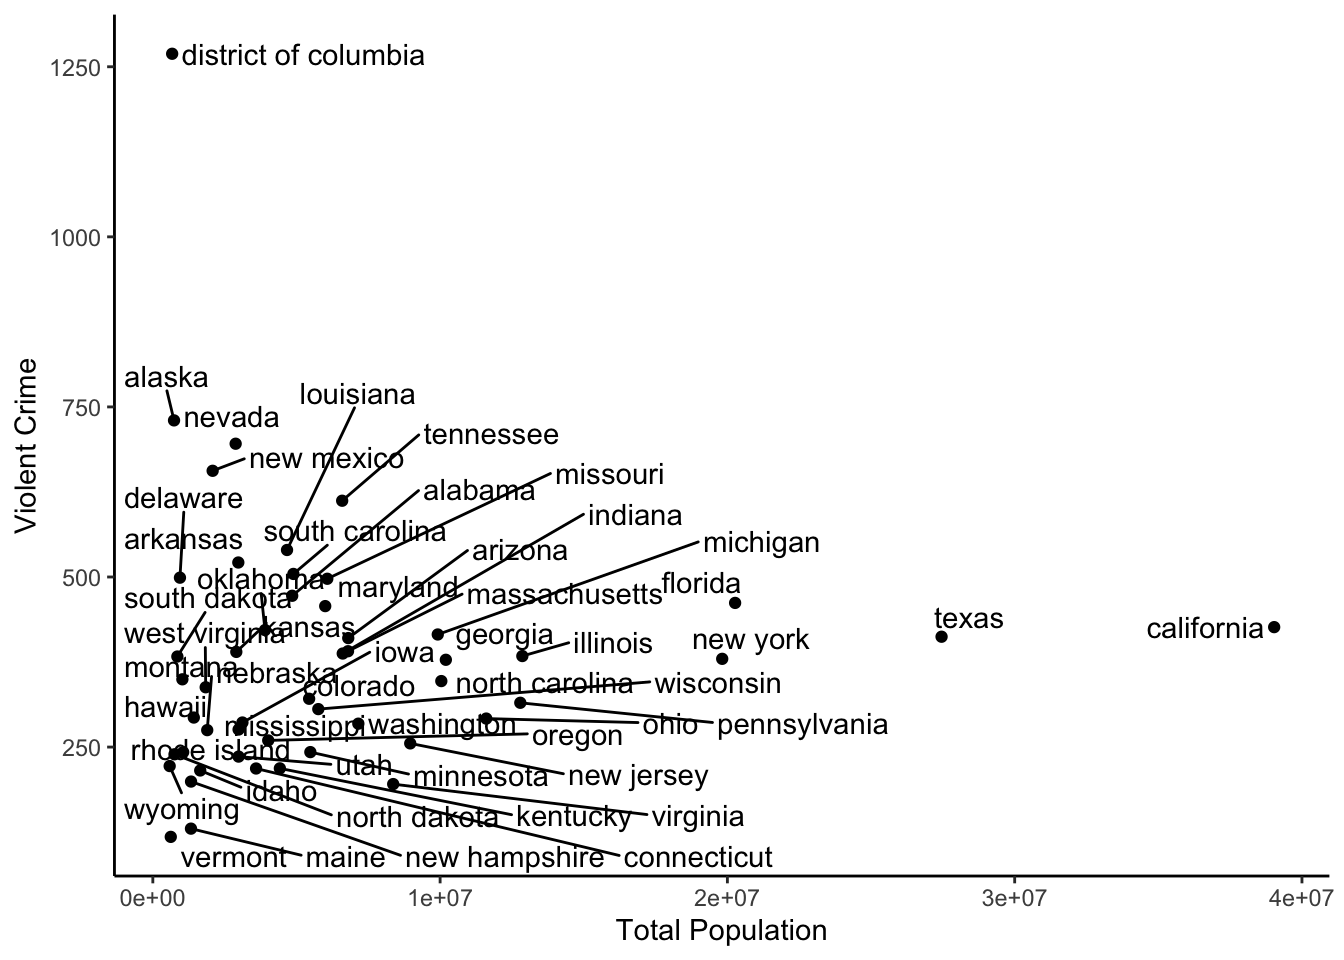 district of columbia
1250
1000
alaska
louisiana
750
nevada
tennessee
new mexico
missouri
delaware
alabama
indiana
arkansas
south carolina
arizona
michigan
500
oklahoma
maryland
massachusetts
florida
south dakota
texas
california
west virginia
kansas
georgia
illinois
new york
iowa
montana
nebraska
colorado
north carolina
wisconsin
hawaii
mississippi
washington
ohio
pennsylvania
oregon
250
rhode island
utah
minnesota
new jersey
idaho
wyoming
north dakota
kentucky
virginia
vermont
maine
new hampshire
connecticut
0e+00
1e+07
2e+07
3e+07
4e+07
Total Population
Violent Crime